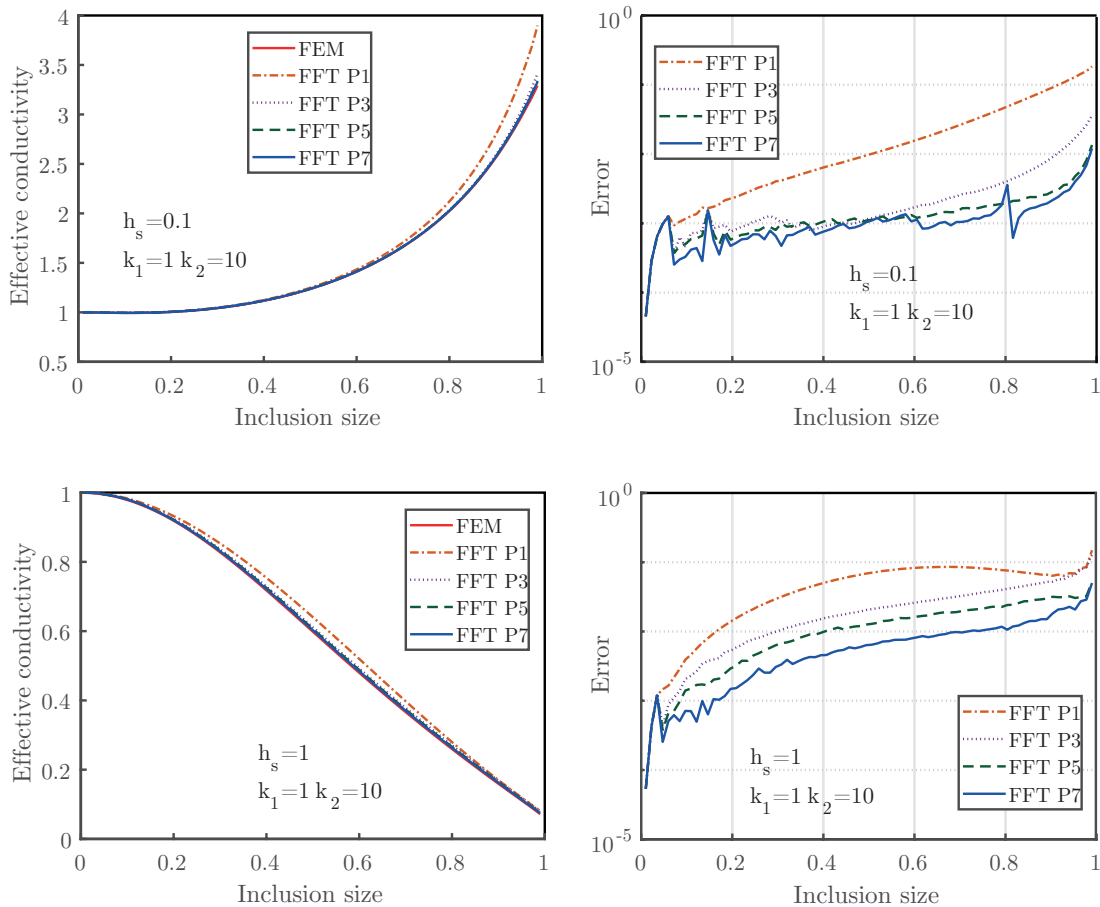 Effective conductivity
4
3.5
3
2.5
2
1.5
1
0.5
FEM
FFT P1
FFT P3
FFT P5
FFT P7
h_s=0.1
k_1=1 k_2=10
0 0.2 0.4 0.6 0.8 1
Inclusion size
Error
10^0
10^-5
FFT P1
FFT P3
FFT P5
FFT P7
h_s=0.1
k_1=1 k_2=10
0 0.2 0.4 0.6 0.8 1
Inclusion size
Effective conductivity
1
0.8
0.6
0.4
0.2
0
FEM
FFT P1
FFT P3
FFT P5
FFT P7
h_s=1
k_1=1 k_2=10
0 0.2 0.4 0.6 0.8 1
Inclusion size
Error
10^0
10^-5
h_s=1
k_1=1 k_2=10
FFT P1
FFT P3
FFT P5
FFT P7
0 0.2 0.4 0.6 0.8 1
Inclusion size